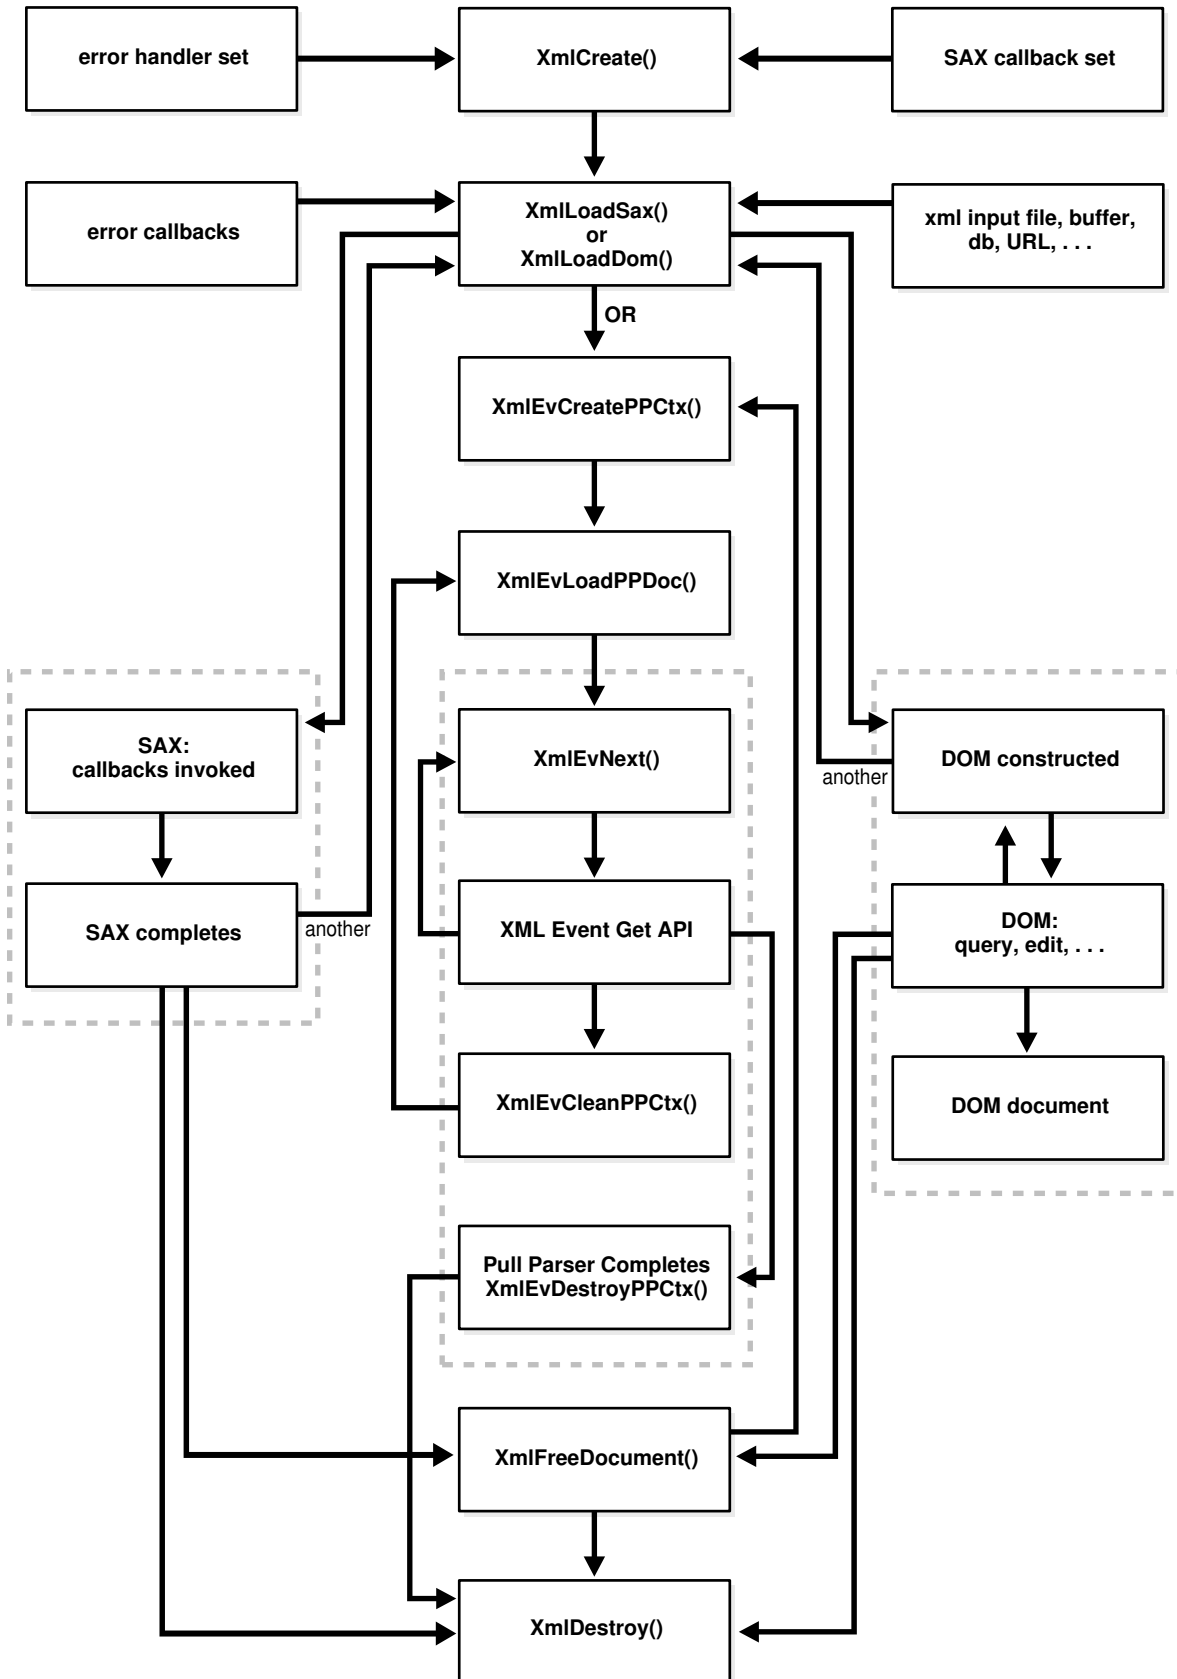 error handler set
XmlCreate()
SAX callback set
error callbacks
XmlLoadSax()
or
XmlLoadDom()
xml input file, buffer,
db, URL, . . .
OR
XmlEvCreatePPCtx()
XmlEvLoadPPDoc()
SAX:
callbacks invoked
XmlEvNext()
DOM constructed
another
SAX completes
another
XML Event Get API
DOM:
query, edit, . . .
XmlEvCleanPPCtx()
DOM document
Pull Parser Completes
XmlEvDestroyPPCtx()
XmlFreeDocument()
XmlDestroy()